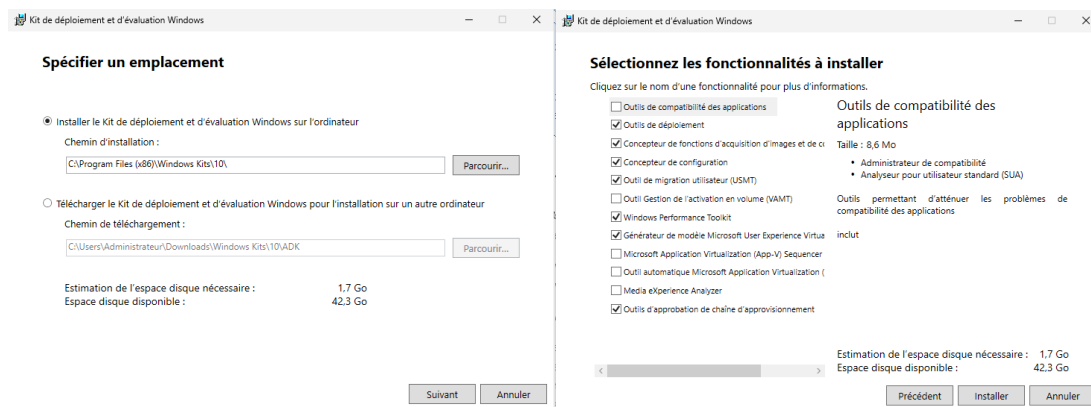 Kit de déploiement et d'évaluation Windows
Spécifier un emplacement
Installer le Kit de déploiement et d'évaluation Windows sur l'ordinateur
Chemin d'installation :
C:\Program Files (x86)\Windows Kits\10\
Parcourir...
Télécharger le Kit de déploiement et d'évaluation Windows pour l'installation sur un autre ordinateur
Chemin de téléchargement :
C:\Users\Administrateur\Downloads\Windows Kits\10\ADK
Parcourir...
Estimation de l'espace disque nécessaire : 1,7 Go
Espace disque disponible : 42,3 Go
Suivant
Annuler
Kit de déploiement et d'évaluation Windows
Sélectionnez les fonctionnalités à installer
Cliquez sur le nom d'une fonctionnalité pour plus d'informations.
Outils de compatibilité des applications
Outils de déploiement
Concepteur de fonctions d'acquisition d'images et de co
Concepteur de configuration
Outil de migration utilisateur (USMT)
Outil Gestion de l'activation en volume (VAMT)
Windows Performance Toolkit
Générateur de modèle Microsoft User Experience Virtua
Microsoft Application Virtualization (App-V) Sequencer
Outil automatique Microsoft Application Virtualization (
Media eXperience Analyzer
Outils d'approbation de chaîne d'approvisionnement
Outils de compatibilité des
applications
Taille : 8,6 Mo
• Administrateur de compatibilité
• Analyseur pour utilisateur standard (SUA)
Outils permettant d'atténuer les problèmes de
compatibilité des applications
inclut
Estimation de l'espace disque nécessaire : 1,7 Go
Espace disque disponible : 42,3 Go
Précédent
Installer
Annuler